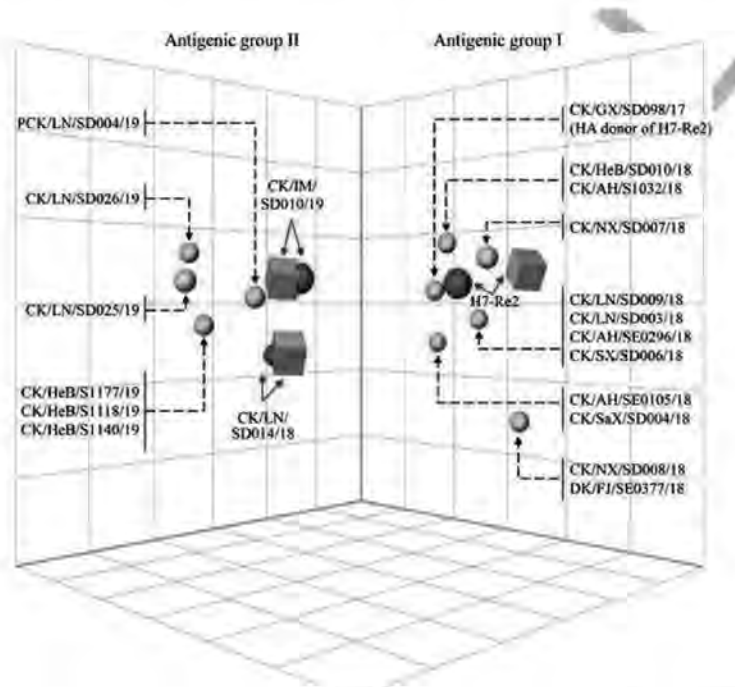 Antigenic group II
Antigenic group I
PCK/LN/SD004/19
CK/LN/SD026/19
CK/IM/
SD010/19
CK/LN/SD025/19
CK/HeB/S1177/19
CK/HeB/S1118/19
CK/HeB/S1140/19
CK/LN/
SD014/18
CK/GX/SD098/17
(HA donor of H7-Re2)
CK/HeB/SD010/18
CK/AH/S1032/18
CK/NX/SD007/18
H7-Re2
CK/LN/SD009/18
CK/LN/SD003/18
CK/AH/SE0296/18
CK/SX/SD006/18
CK/AH/SE0105/18
CK/SaX/SD004/18
CK/NX/SD008/18
DK/FJ/SE0377/18